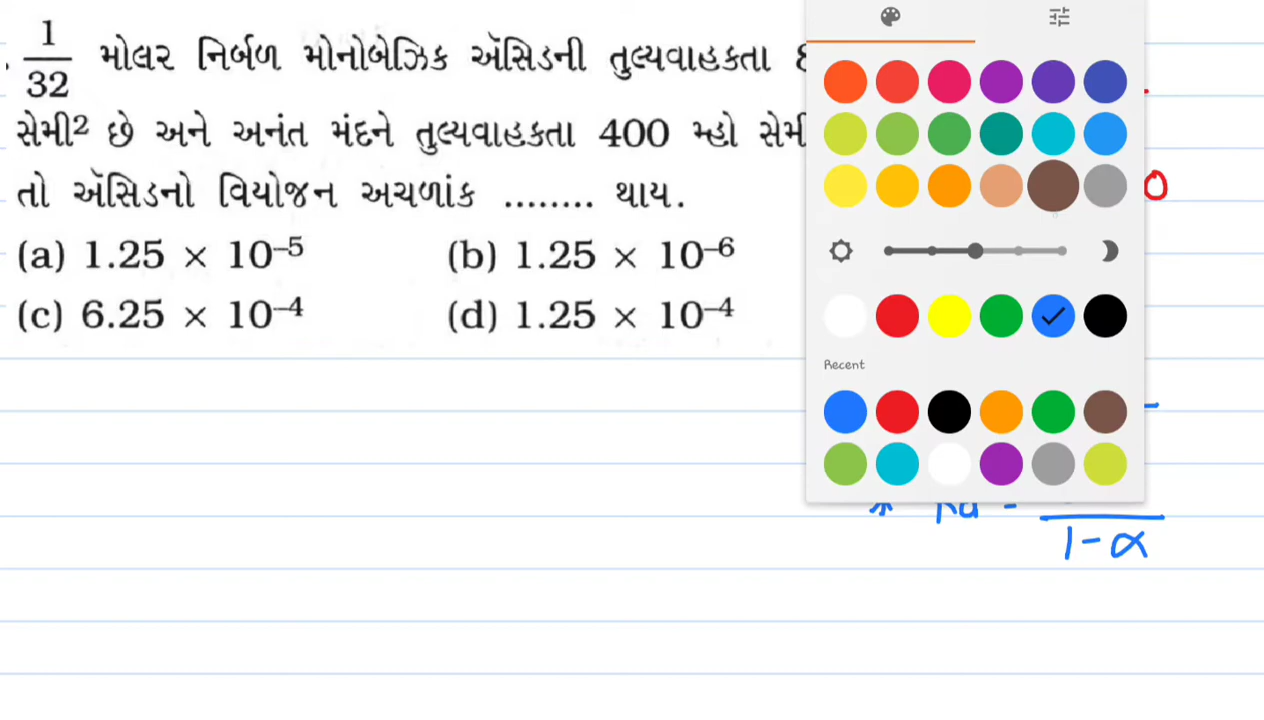 1/32 મોલર નિર્બળ મોનોબેઝિક ઍસિડની તુલ્યવાહકતા
સેમી² છે અને અનંત મંદને તુલ્યવાહકતા 400 મ્હો સેમી
તો ઍસિડનો વિયોજન અચળાંક ........ થાય.
(a) 1.25 × 10⁻⁵ (b) 1.25 × 10⁻⁶
(c) 6.25 × 10⁻⁴ (d) 1.25 × 10⁻⁴
Recent
1 - α